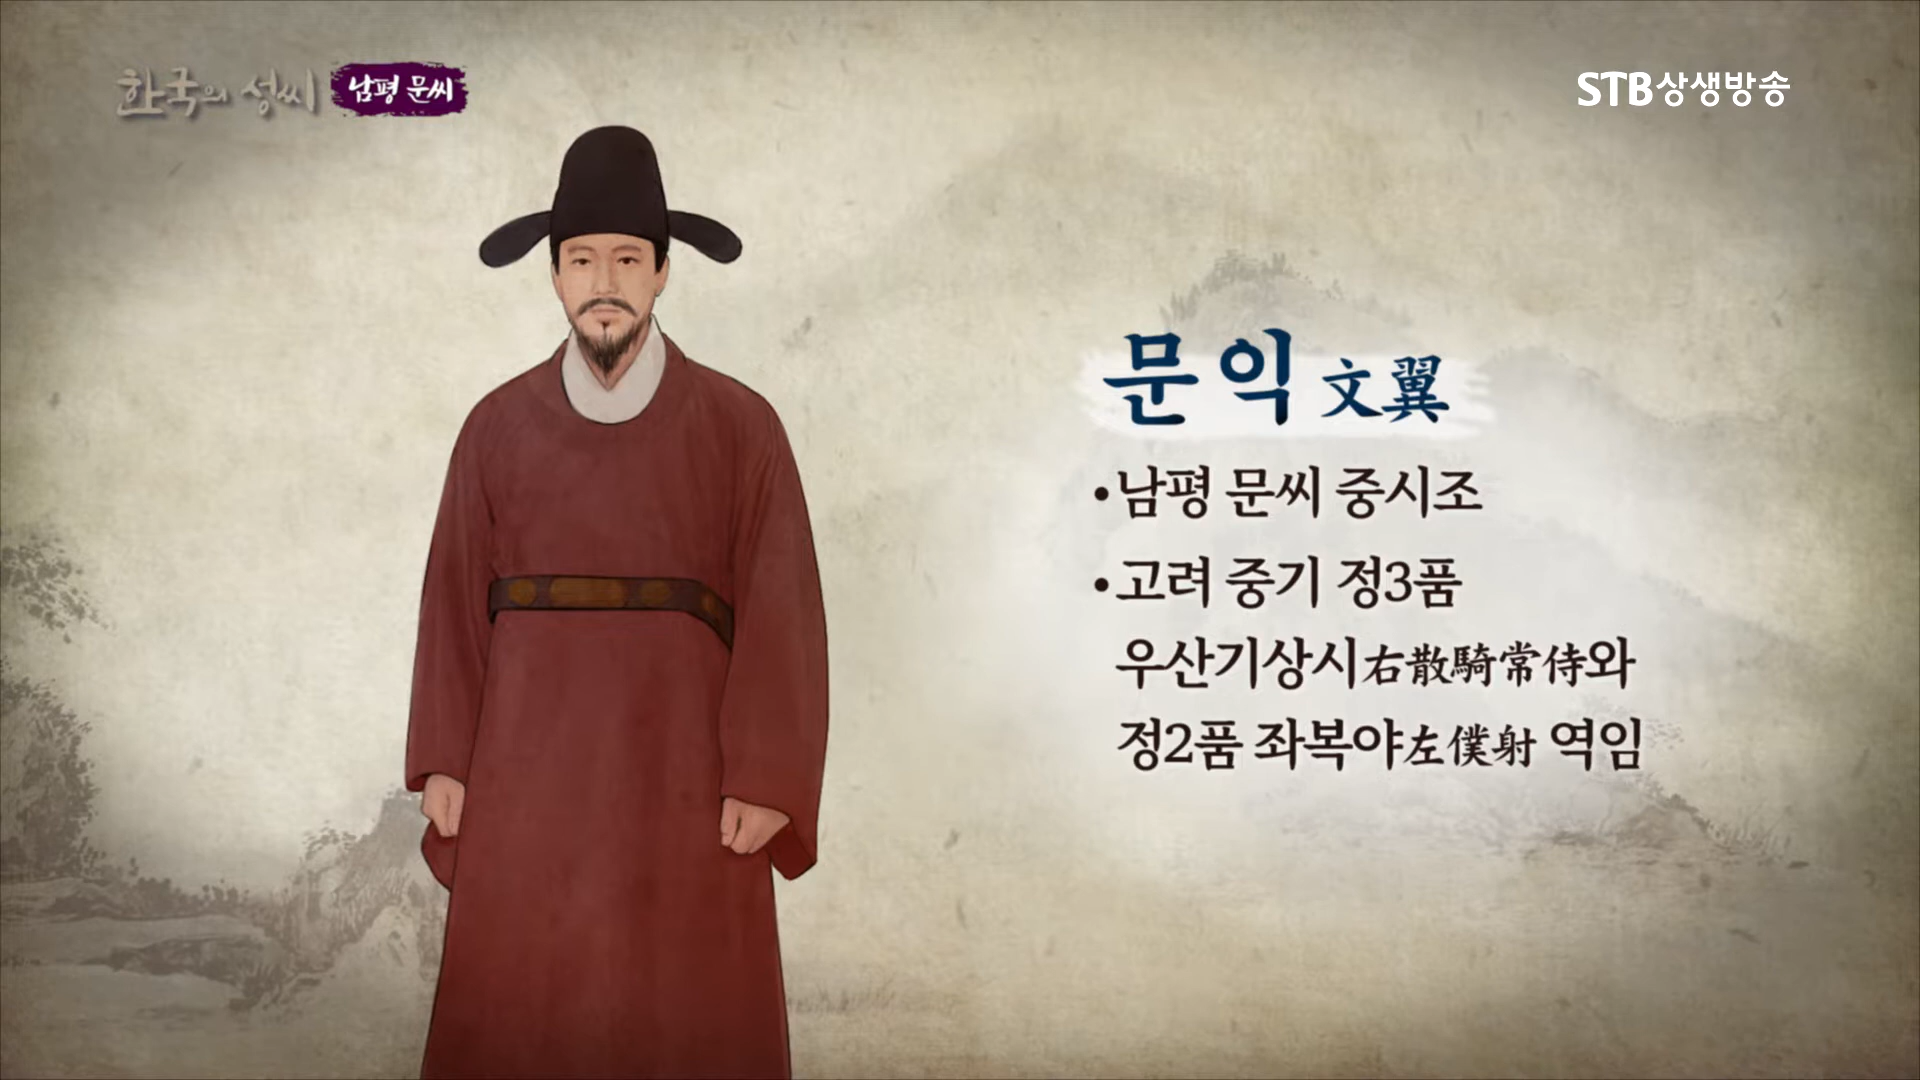 한국의 성씨 남평 문씨
STB상생방송
문익 文翼
•남평 문씨 중시조
•고려 중기 정3품
우산기상시右散騎常侍와
정2품 좌복야左僕射 역임